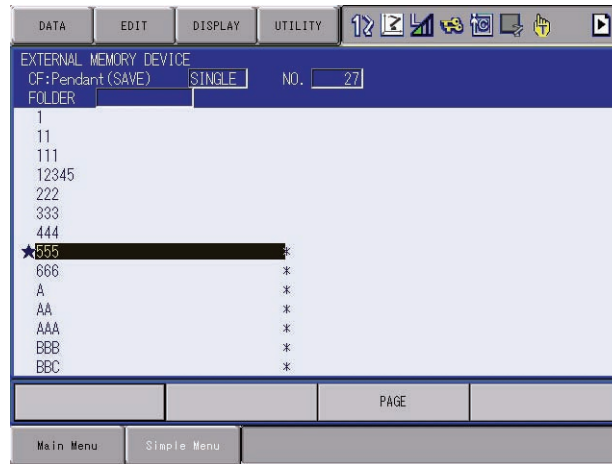 DATA EDIT DISPLAY UTILITY
EXTERNAL MEMORY DEVICE
CF:Pendant(SAVE) SINGLE NO. 27
FOLDER
1
11
111
12345
222
333
444
★555 *
666 *
A *
AA *
AAA *
BBB *
BBC *
PAGE
Main Menu Simple Menu